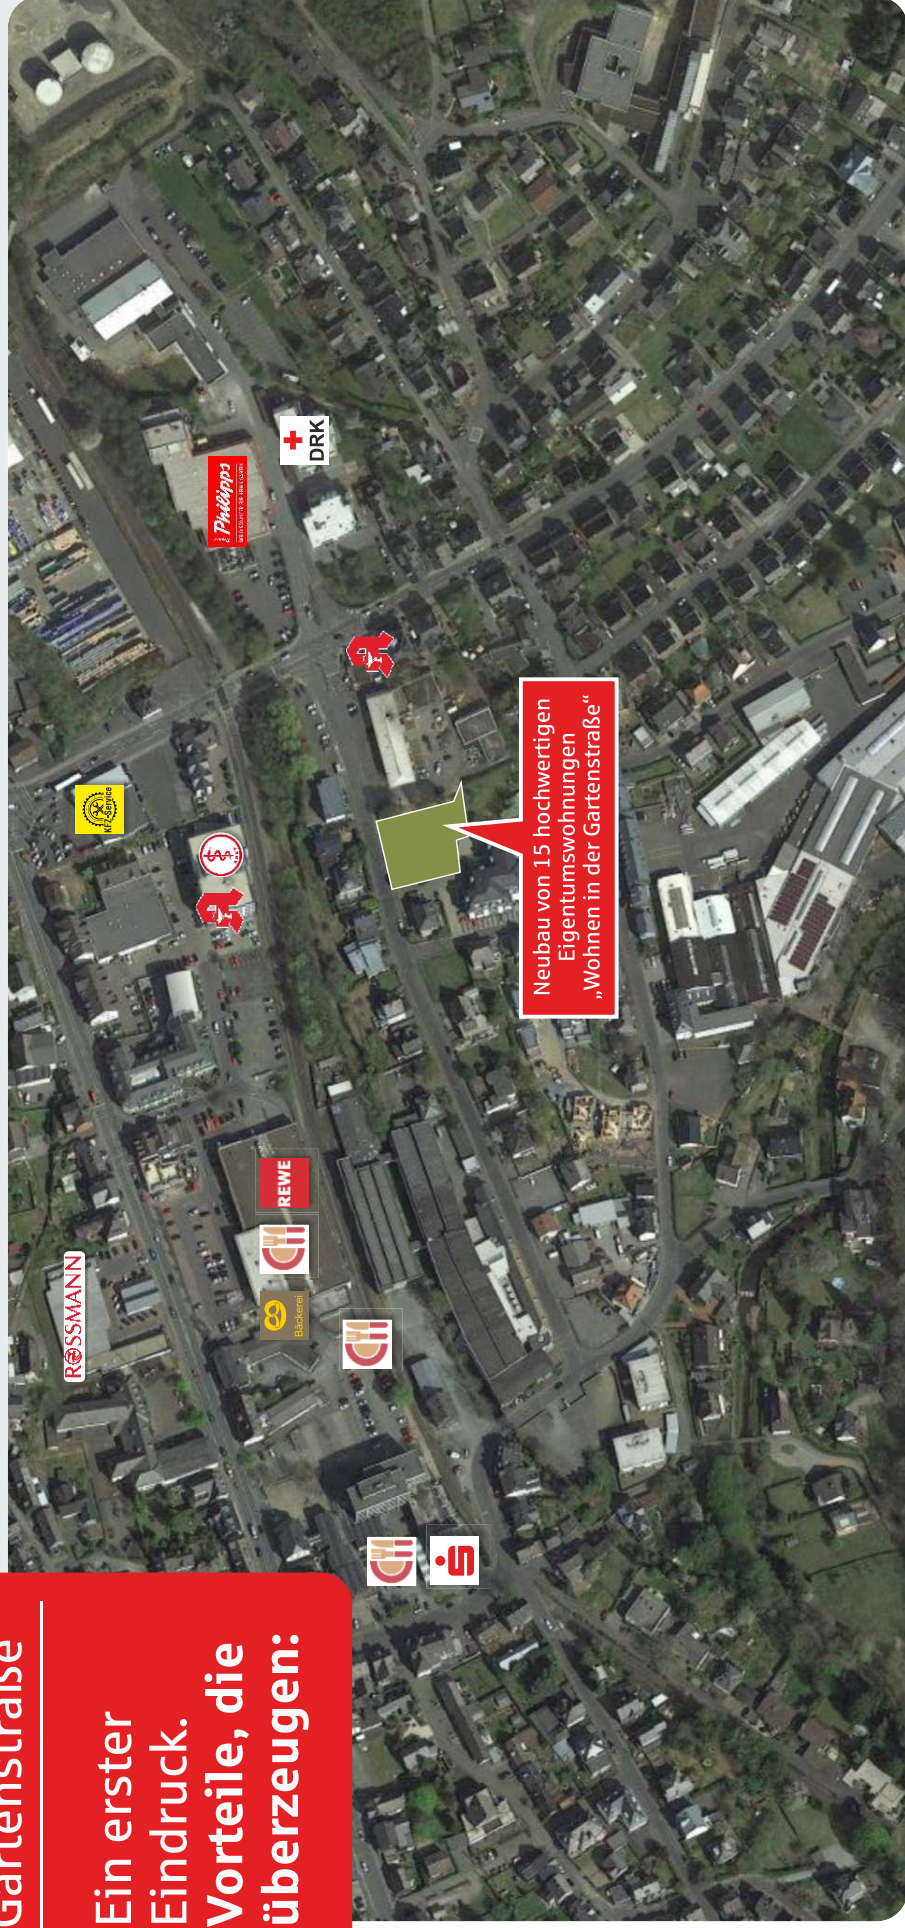 Gartenstraße
Ein erster
Eindruck.
Vorteile, die
überzeugen:
ROSSMANN
Bäckerei
REWE
KFZ-Service
Philipps
DRK
Neubau von 15 hochwertigen
Eigentumswohnungen
„Wohnen in der Gartenstraße“